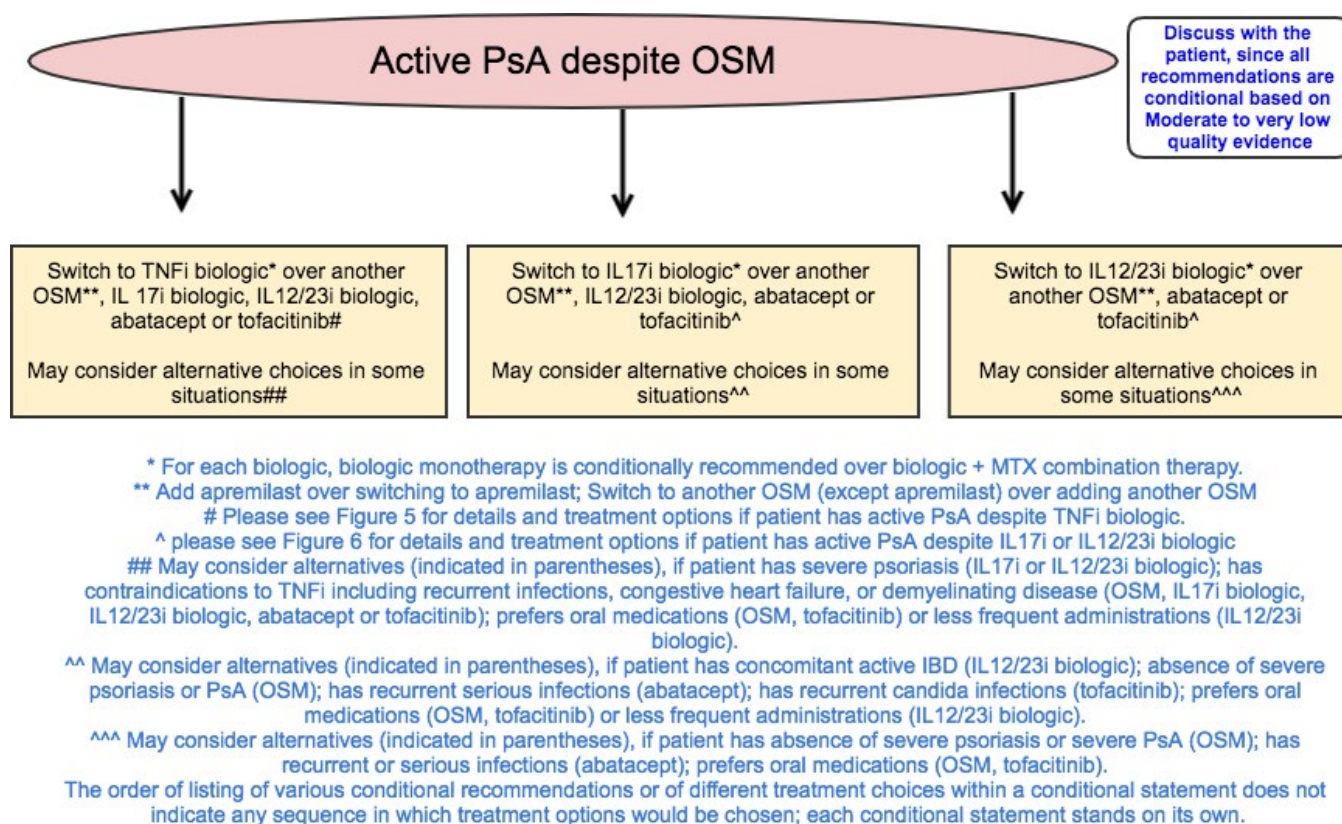 Active PsA despite OSM
Discuss with the
patient, since all
recommendations are
conditional based on
Moderate to very low
quality evidence
Switch to TNFi biologic* over another
OSM**, IL 17i biologic, IL12/23i biologic,
abatacept or tofacitinib#
May consider alternative choices in some
situations##
Switch to IL17i biologic* over another
OSM**, IL12/23i biologic, abatacept or
tofacitinib^
May consider alternative choices in some
situations^^
Switch to IL12/23i biologic* over
another OSM**, abatacept or
tofacitinib^
May consider alternative choices in
some situations^^^
* For each biologic, biologic monotherapy is conditionally recommended over biologic + MTX combination therapy.
** Add apremilast over switching to apremilast; Switch to another OSM (except apremilast) over adding another OSM
# Please see Figure 5 for details and treatment options if patient has active PsA despite TNFi biologic.
^ please see Figure 6 for details and treatment options if patient has active PsA despite IL17i or IL12/23i biologic
## May consider alternatives (indicated in parentheses), if patient has severe psoriasis (IL17i or IL12/23i biologic); has
contraindications to TNFi including recurrent infections, congestive heart failure, or demyelinating disease (OSM, IL17i biologic,
IL12/23i biologic, abatacept or tofacitinib); prefers oral medications (OSM, tofacitinib) or less frequent administrations (IL12/23i
biologic).
^^ May consider alternatives (indicated in parentheses), if patient has concomitant active IBD (IL12/23i biologic); absence of severe
psoriasis or PsA (OSM); has recurrent serious infections (abatacept); has recurrent candida infections (tofacitinib); prefers oral
medications (OSM, tofacitinib) or less frequent administrations (IL12/23i biologic).
^^^ May consider alternatives (indicated in parentheses), if patient has absence of severe psoriasis or severe PsA (OSM); has
recurrent or serious infections (abatacept); prefers oral medications (OSM, tofacitinib).
The order of listing of various conditional recommendations or of different treatment choices within a conditional statement does not
indicate any sequence in which treatment options would be chosen; each conditional statement stands on its own.